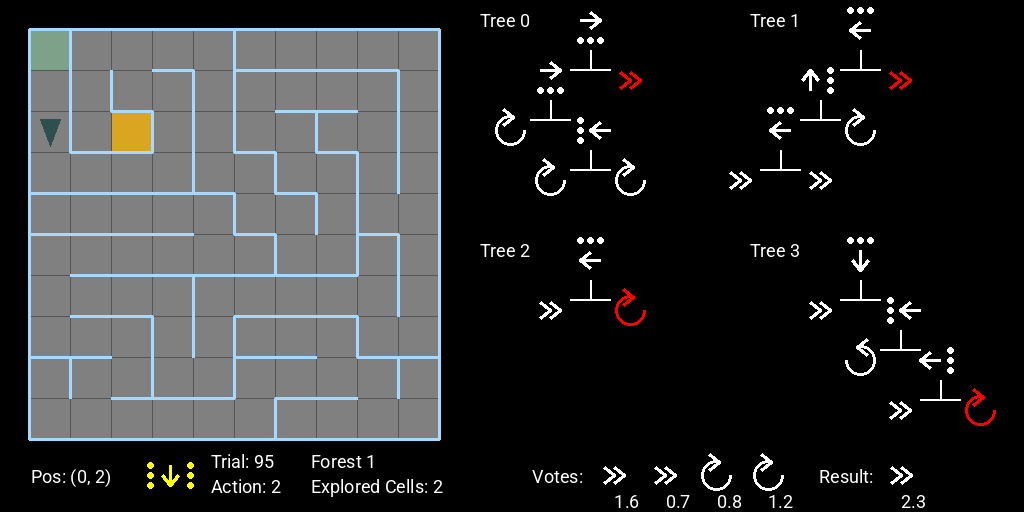 Tree 0
Tree 1
Tree 2
Tree 3
Pos: (0, 2)
Trial: 95
Action: 2
Forest 1
Explored Cells: 2
Votes:
1.6
0.7
0.8
1.2
Result:
2.3